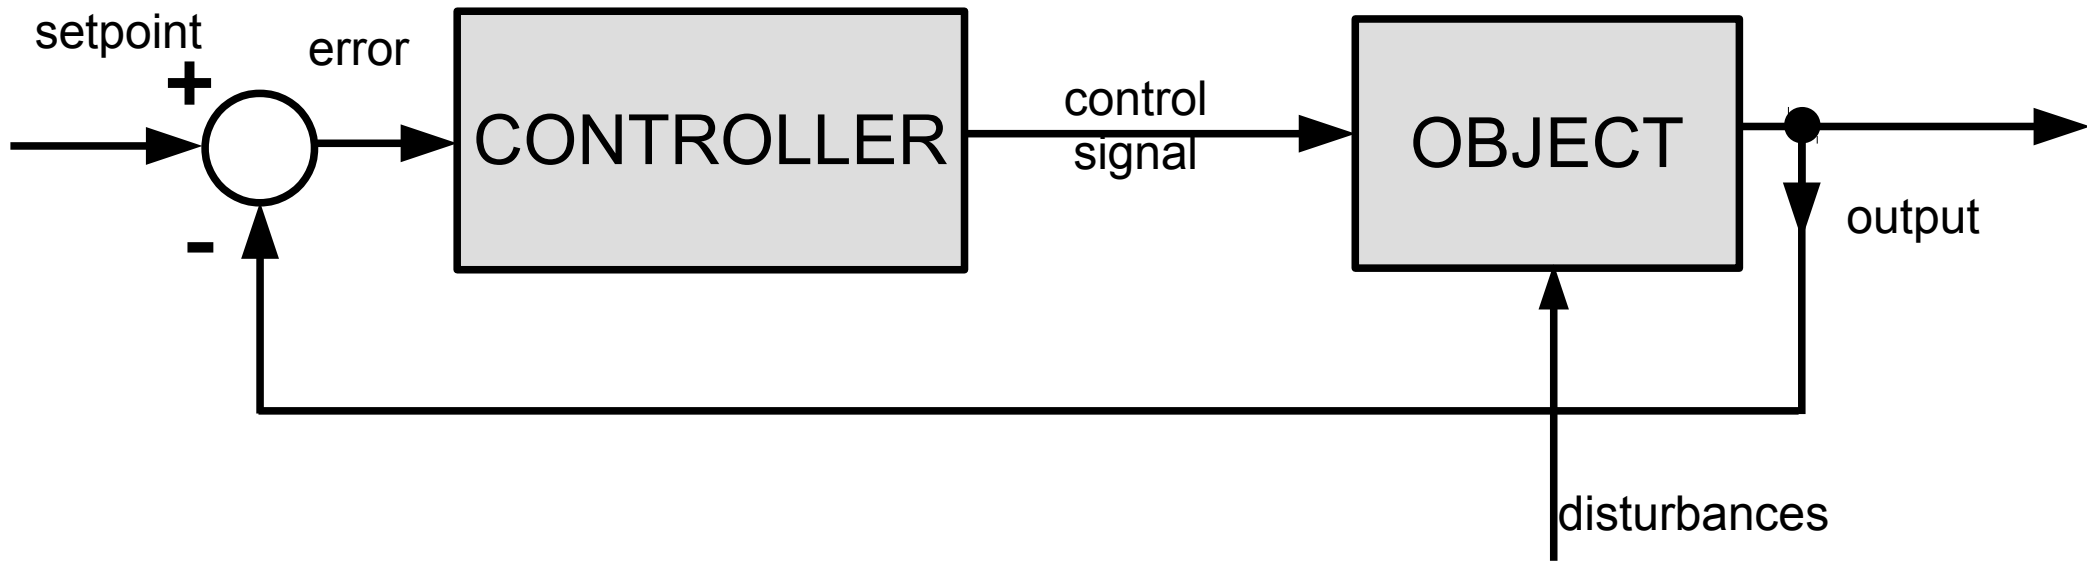 setpoint
+
error
CONTROLLER
control
signal
OBJECT
output
-
disturbances